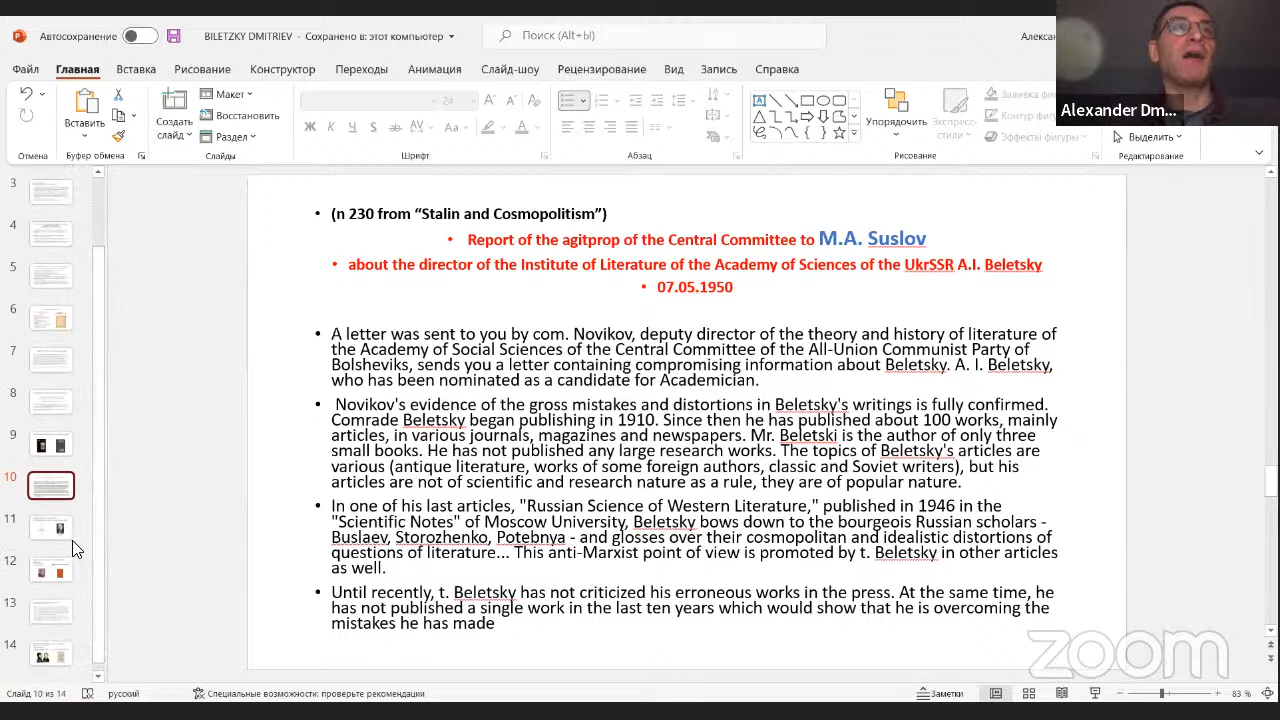 Автосохранение
BILETZKY DMITRIEV - Сохранено в: этот компьютер
Поиск (Alt+Ы)
Алексан
Файл Главная Вставка Рисование Конструктор Переходы Анимация Слайд-шоу Рецензирование Вид Запись Справка
Alexander Dm...
Вставить
Создать слайд
Макет
Восстановить
Раздел
24
Ж К Ч S ab
Aa
Упорядочить
Экспресс-стили
Заливка фи
Контур фигу
Эффекты фигуры
Выделить
Отмена Буфер обмена Слайды Шрифт Абзац Рисование Редактирование
3
4
6
7
8
9
10
11
12
13
14
• (n 230 from “Stalin and Cosmopolitism”)
• Report of the agitprop of the Central Committee to M.A. Suslov
• about the director of the Institute of Literature of the Academy of Sciences of the UkrSSR A.I. Beletsky
• 07.05.1950
• A letter was sent to you by com. Novikov, deputy director of the theory and history of literature of
the Academy of Social Sciences of the Central Committee of the All-Union Communist Party of
Bolsheviks, sends you a letter containing compromising information about Beletsky. A. I. Beletsky,
who has been nominated as a candidate for Academician.
• Novikov's evidence of the gross mistakes and distortions in Beletsky's writings is fully confirmed.
Comrade Beletsky began publishing in 1910. Since then he has published about 100 works, mainly
articles, in various journals, magazines and newspapers. Mr. Beletski is the author of only three
small books. He has not published any large research works. The topics of Beletsky's articles are
various (antique literature, works of some foreign authors, classic and Soviet writers), but his
articles are not of scientific and research nature as a rule, they are of popular nature.
• In one of his last articles, "Russian Science of Western Literature," published in 1946 in the
"Scientific Notes" of Moscow University, Beletsky bows down to the bourgeois Russian scholars -
Buslaev, Storozhenko, Potebnya - and glosses over their cosmopolitan and idealistic distortions of
questions of literature... This anti-Marxist point of view is promoted by t. Beletsky in other articles
as well.
• Until recently, t. Beletsky has not criticized his erroneous works in the press. At the same time, he
has not published a single work in the last ten years which would show that he is overcoming the
mistakes he has made
zoom
Слайд 10 из 14 русский Специальные возможности: проверьте рекомендации Заметки 83 %